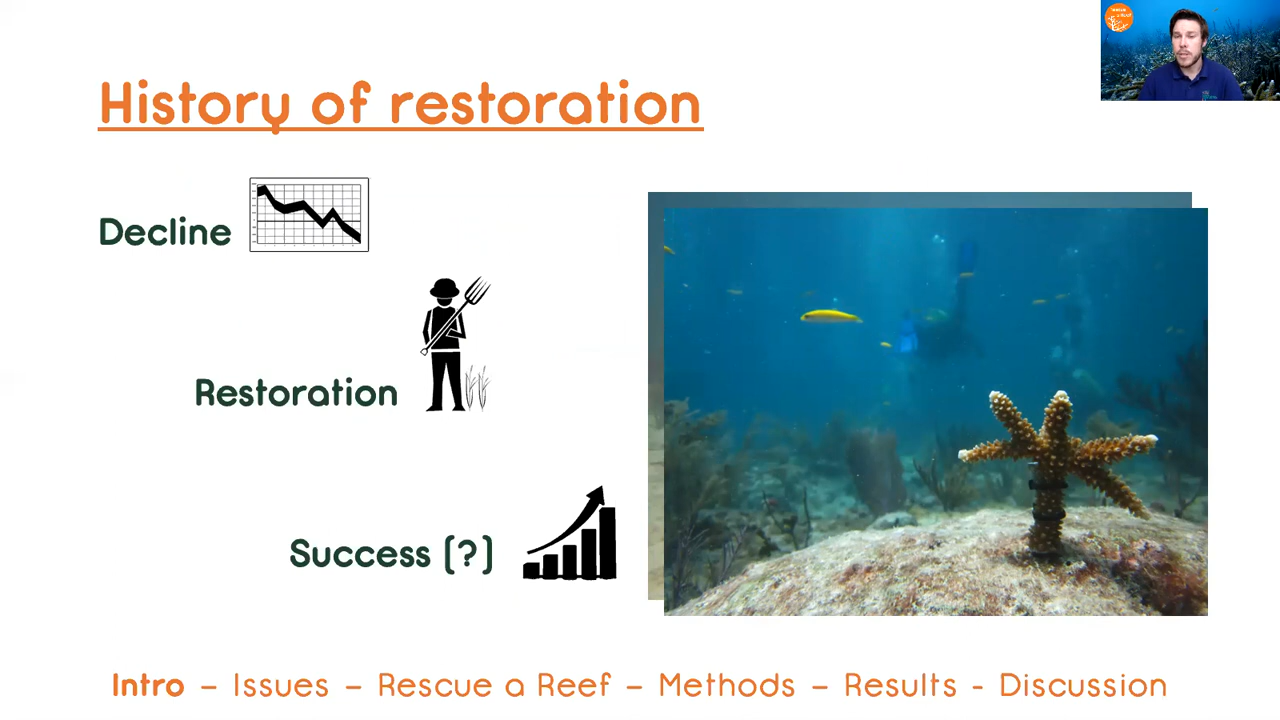 History of restoration
Decline
Restoration
Success (?)
Intro – Issues – Rescue a Reef – Methods – Results - Discussion